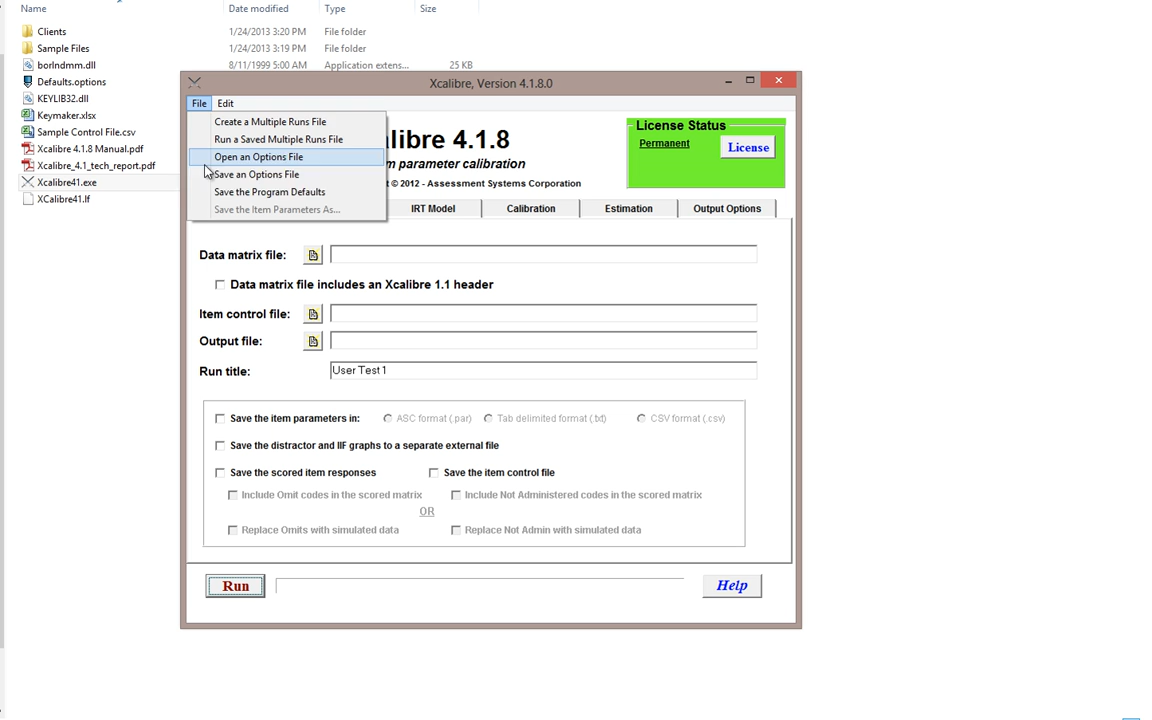 Name Date modified Type Size
Clients 1/24/2013 3:20 PM File folder
Sample Files 1/24/2013 3:19 PM File folder
borlndmm.dll 8/11/1999 5:00 AM Application extens... 25 KB
Defaults.options
KEYLIB32.dll
Keymaker.xlsx
Sample Control File.csv
Xcalibre 4.1.8 Manual.pdf
Xcalibre_4.1_tech_report.pdf
Xcalibre41.exe
XCalibre41.lf
Xcalibre, Version 4.1.8.0
File Edit
Create a Multiple Runs File
Run a Saved Multiple Runs File
Open an Options File
Save an Options File
Save the Program Defaults
Save the Item Parameters As...
alibre 4.1.8
m parameter calibration
© 2012 - Assessment Systems Corporation
License Status
Permanent License
IRT Model Calibration Estimation Output Options
Data matrix file:
Data matrix file includes an Xcalibre 1.1 header
Item control file:
Output file:
Run title: User Test 1
Save the item parameters in: ASC format (.par) Tab delimited format (.txt) CSV format (.csv)
Save the distractor and IIF graphs to a separate external file
Save the scored item responses Save the item control file
Include Omit codes in the scored matrix Include Not Administered codes in the scored matrix
OR
Replace Omits with simulated data Replace Not Admin with simulated data
Run Help